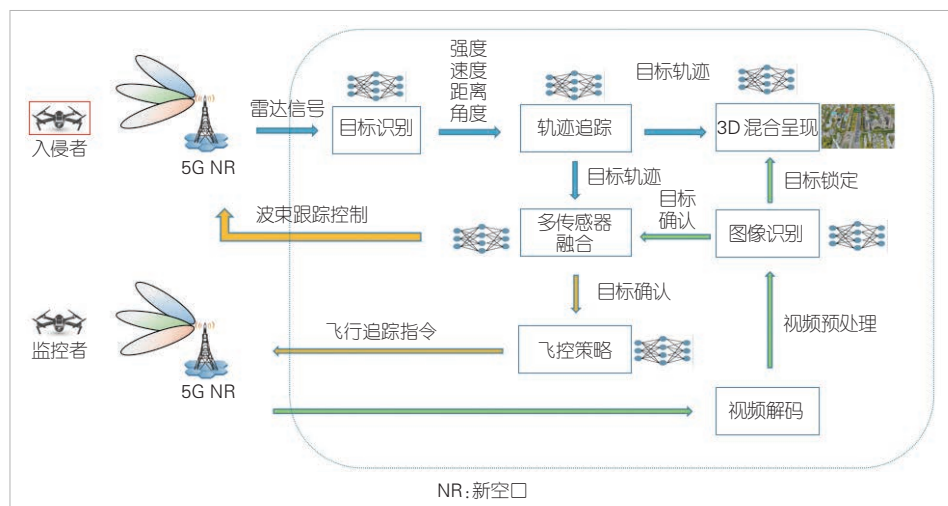 强度
速度
距离
角度
目标轨迹
雷达信号
目标识别
轨迹追踪
3D混合呈现
入侵者
5G NR
目标轨迹
目标锁定
波束跟踪控制
多传感器
融合
目标
确认
图像识别
目标确认
视频预处理
监控者
飞行追踪指令
飞控策略
5G NR
视频解码
NR：新空口